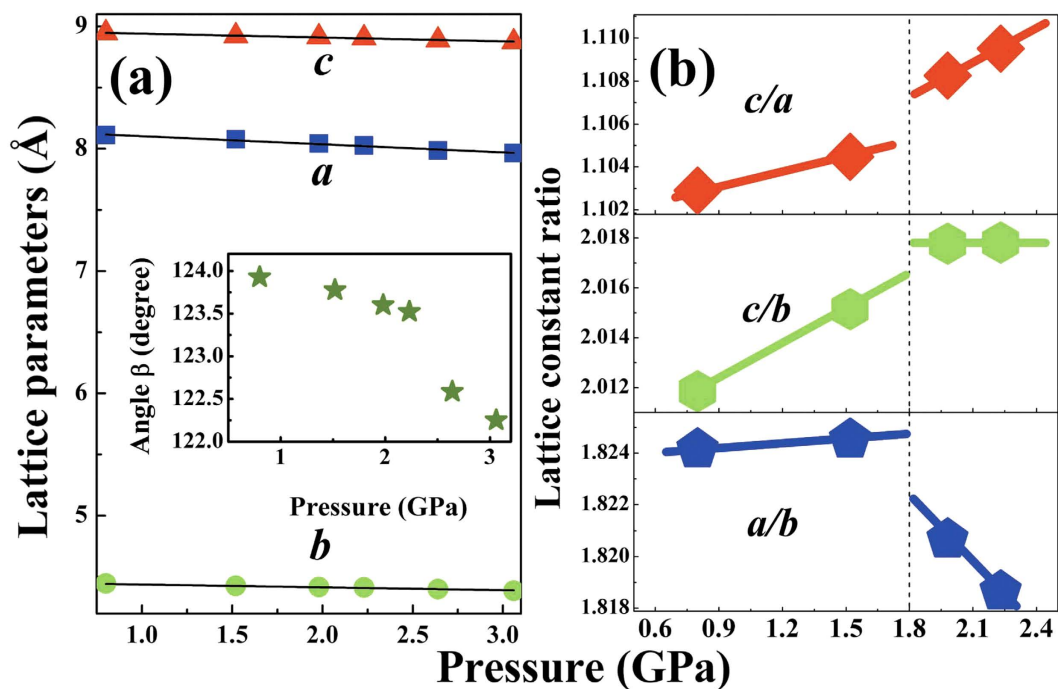 (a)
Lattice parameters (Å)
9
8
7
6
5
c
a
b
Angle β (degree)
124.0
123.5
123.0
122.5
122.0
1 2 3
Pressure (GPa)
1.0 1.5 2.0 2.5 3.0
(b)
Lattice constant ratio
1.110
1.108
1.106
1.104
1.102
c/a
2.018
2.016
2.014
2.012
c/b
1.824
1.822
1.820
1.818
a/b
0.6 0.9 1.2 1.5 1.8 2.1 2.4
Pressure (GPa)